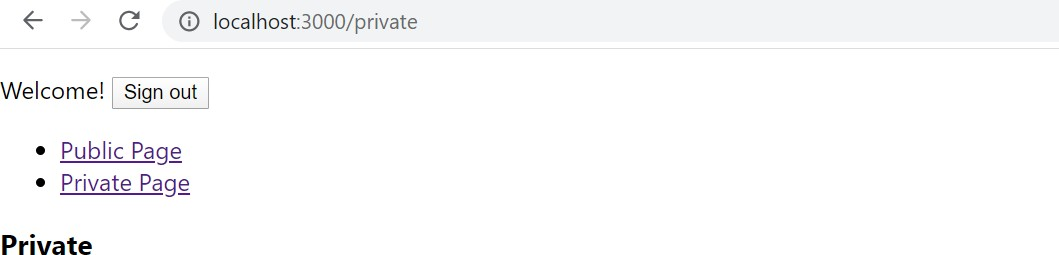 localhost:3000/private
Welcome! Sign out
Public Page
Private Page
Private